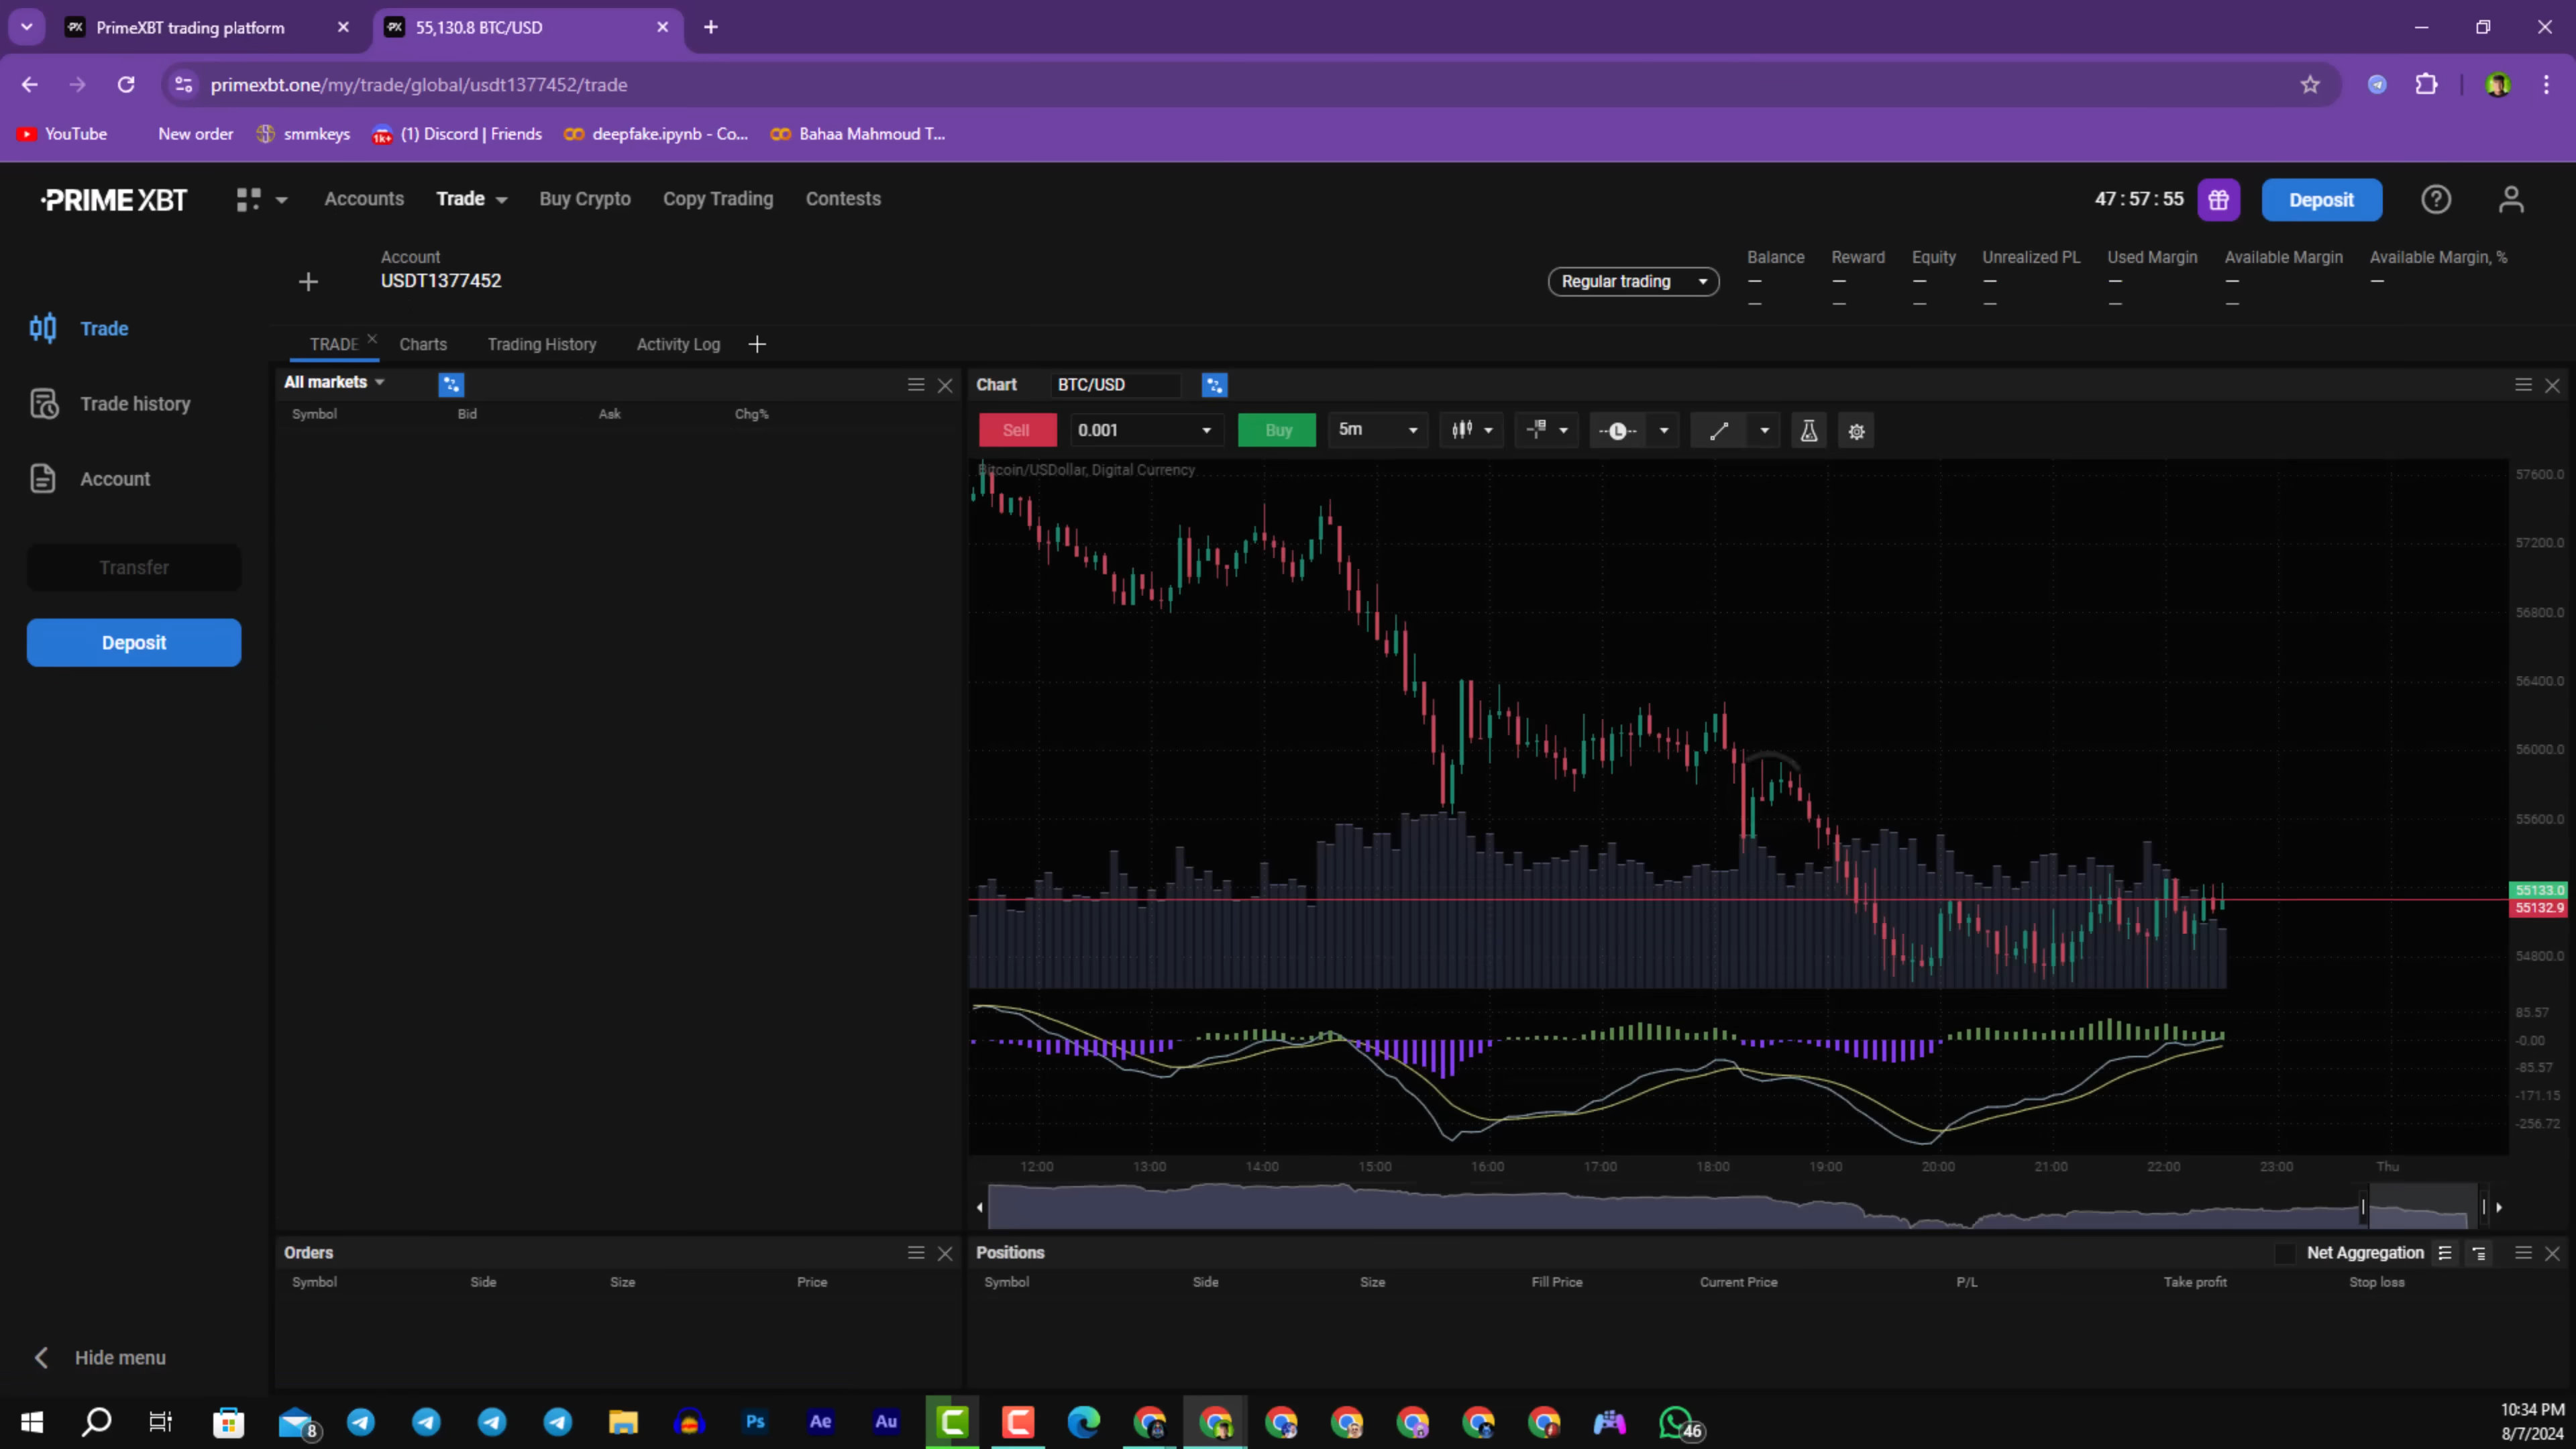 PrimeXBT trading platform
55,130.8 BTC/USD
primexbt.one/my/trade/global/usdt1377452/trade
YouTube
New order
smmkeys
1k+
(1) Discord | Friends
deepfake.ipynb - Co...
Bahaa Mahmoud T...
PRIME XBT
Accounts
Trade
Buy Crypto
Copy Trading
Contests
47 : 57 : 55
Deposit
Account
USDT1377452
Regular trading
Balance
Reward
Equity
Unrealized PL
Used Margin
Available Margin
Available Margin, %
Trade
Trade history
Account
Transfer
Deposit
Hide menu
TRADE
Charts
Trading History
Activity Log
All markets
Symbol
Bid
Ask
Chg%
Chart
BTC/USD
Sell
0.001
Buy
5m
L
Bitcoin/USDollar, Digital Currency
57600.0
57200.0
56800.0
56400.0
56000.0
55600.0
55133.0
55132.9
54800.0
85.57
-0.00
-85.57
-171.15
-256.72
12:00
13:00
14:00
15:00
16:00
17:00
18:00
19:00
20:00
21:00
22:00
23:00
Thu
Orders
Symbol
Side
Size
Price
Positions
Net Aggregation
Symbol
Side
Size
Fill Price
Current Price
P/L
Take profit
Stop loss
8
Ps
Ae
Au
46
10:34 PM
8/7/2024